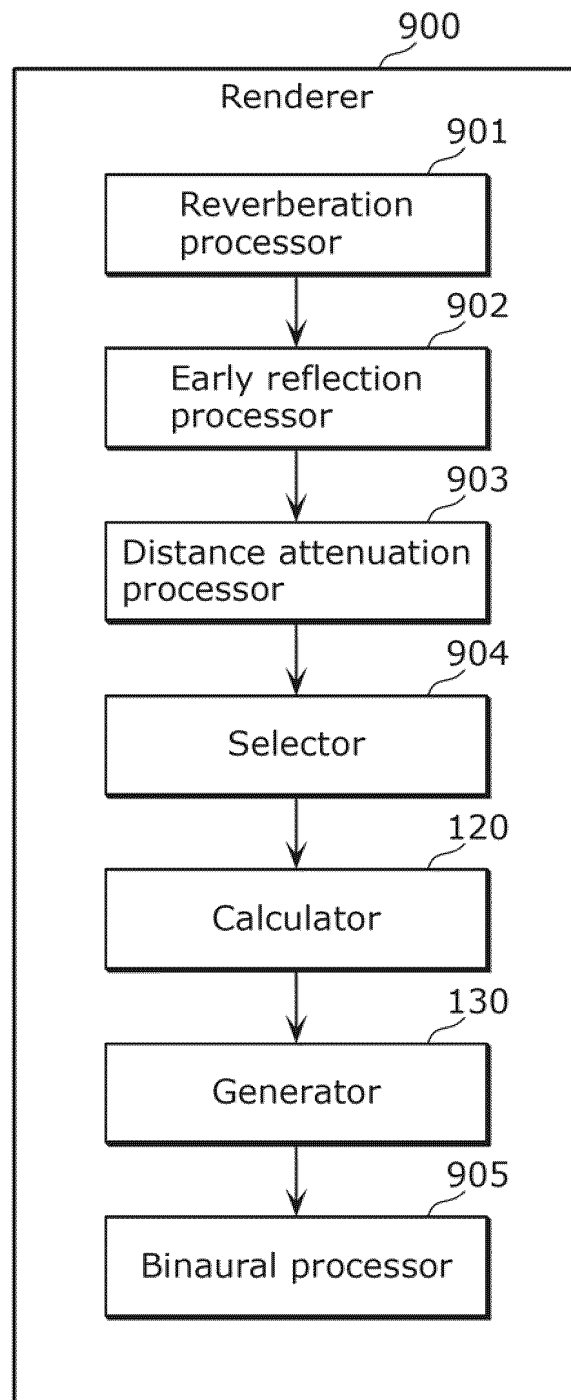 900
Renderer
901
Reverberation
processor
902
Early reflection
processor
903
Distance attenuation
processor
904
Selector
120
Calculator
130
Generator
905
Binaural processor